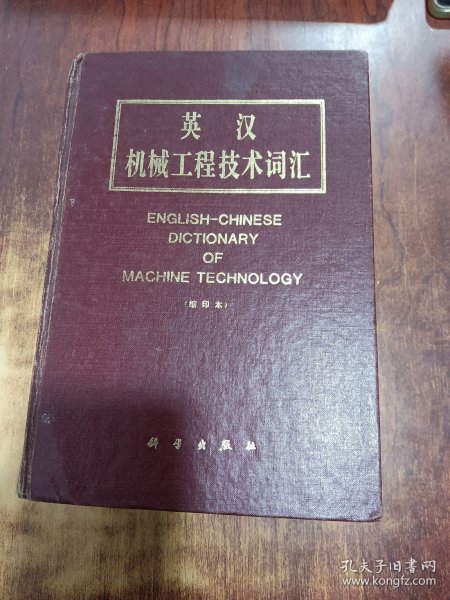 英汉
机械工程技术词汇
ENGLISH-CHINESE
DICTIONARY
OF
MACHINE TECHNOLOGY
(缩印本)
科学出版社
孔夫子旧书网
www.kongfz.com